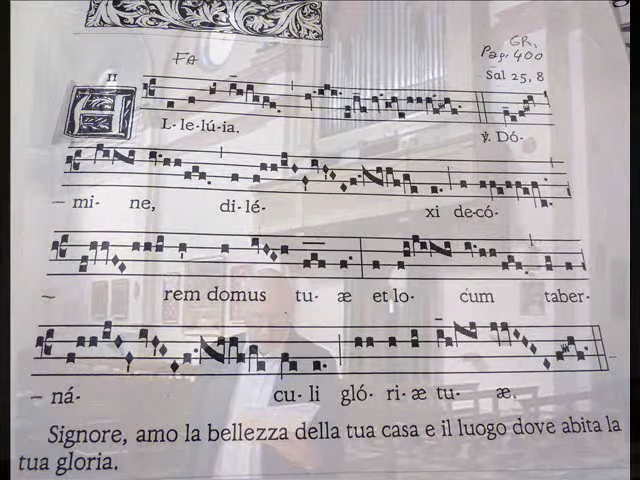 FA
GR.
Pag. 400
II
Sal 25, 8
A L-le-lú-ia. ℣. Dó-
– mi- ne, di-lé- xi de-có-
– rem domus tu- æ et lo- cum taber-
– ná- cu-li gló- ri-æ tu- æ.
Signore, amo la bellezza della tua casa e il luogo dove abita la
tua gloria.